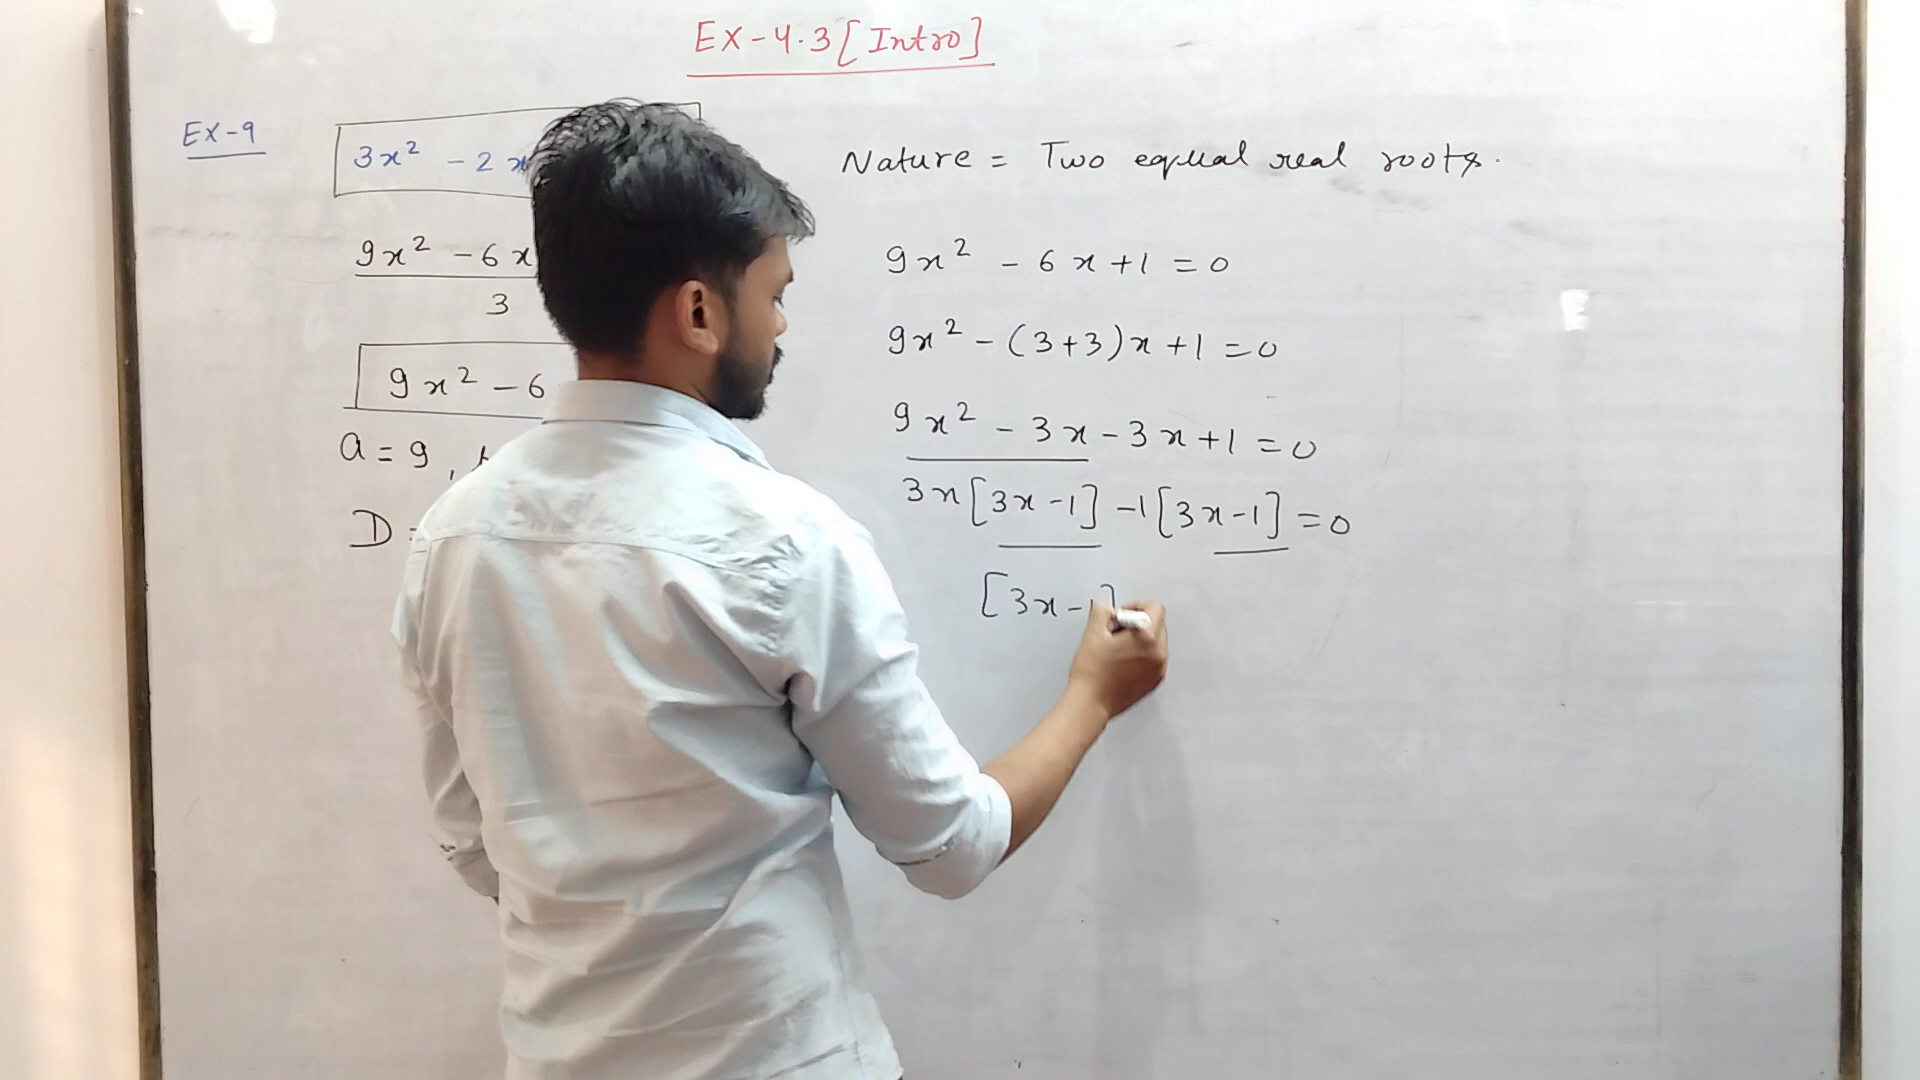 EX-4.3 [Intro]
EX-9
3x² - 2x
9x² - 6x
3
9x² - 6
a = 9,
D =
Nature = Two equal real roots.
9x² - 6x + 1 = 0
9x² - (3+3)x + 1 = 0
9x² - 3x - 3x + 1 = 0
3x[3x-1] -1[3x-1] = 0
[3x-1]